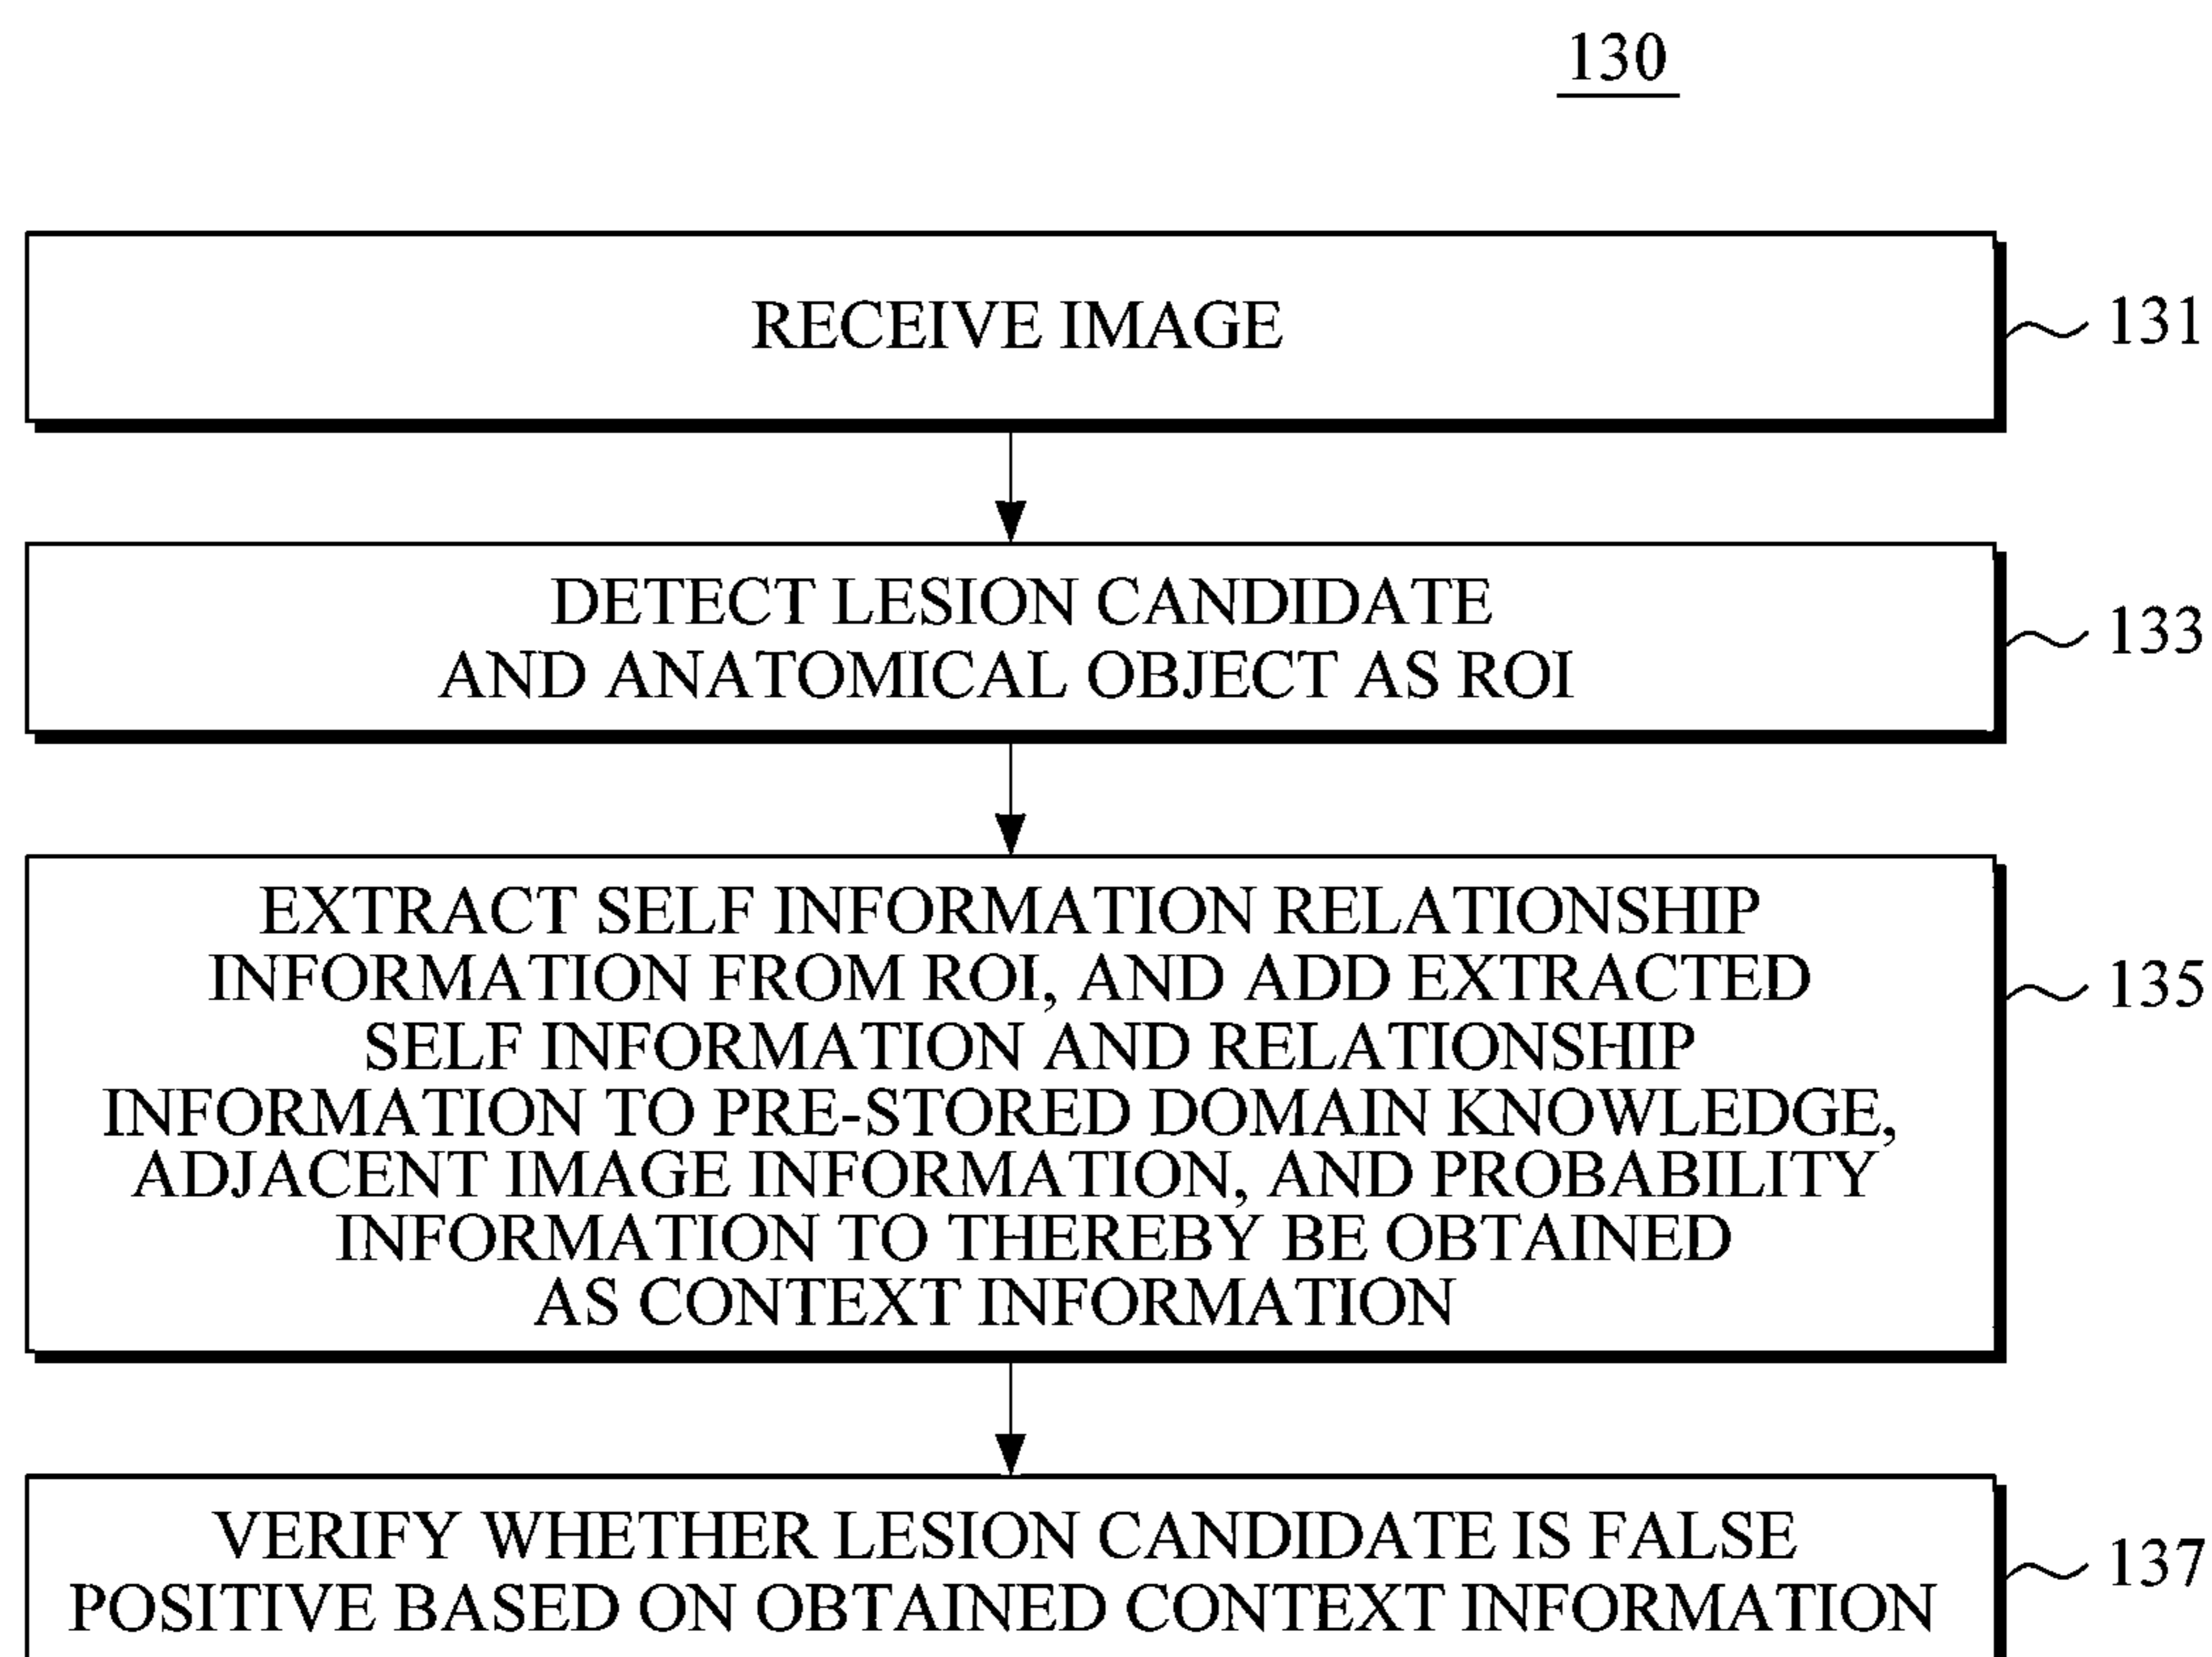 130
RECEIVE IMAGE
131
DETECT LESION CANDIDATE
AND ANATOMICAL OBJECT AS ROI
133
EXTRACT SELF INFORMATION RELATIONSHIP
INFORMATION FROM ROI, AND ADD EXTRACTED
SELF INFORMATION AND RELATIONSHIP
INFORMATION TO PRE-STORED DOMAIN KNOWLEDGE,
ADJACENT IMAGE INFORMATION, AND PROBABILITY
INFORMATION TO THEREBY BE OBTAINED
AS CONTEXT INFORMATION
135
VERIFY WHETHER LESION CANDIDATE IS FALSE
POSITIVE BASED ON OBTAINED CONTEXT INFORMATION
137